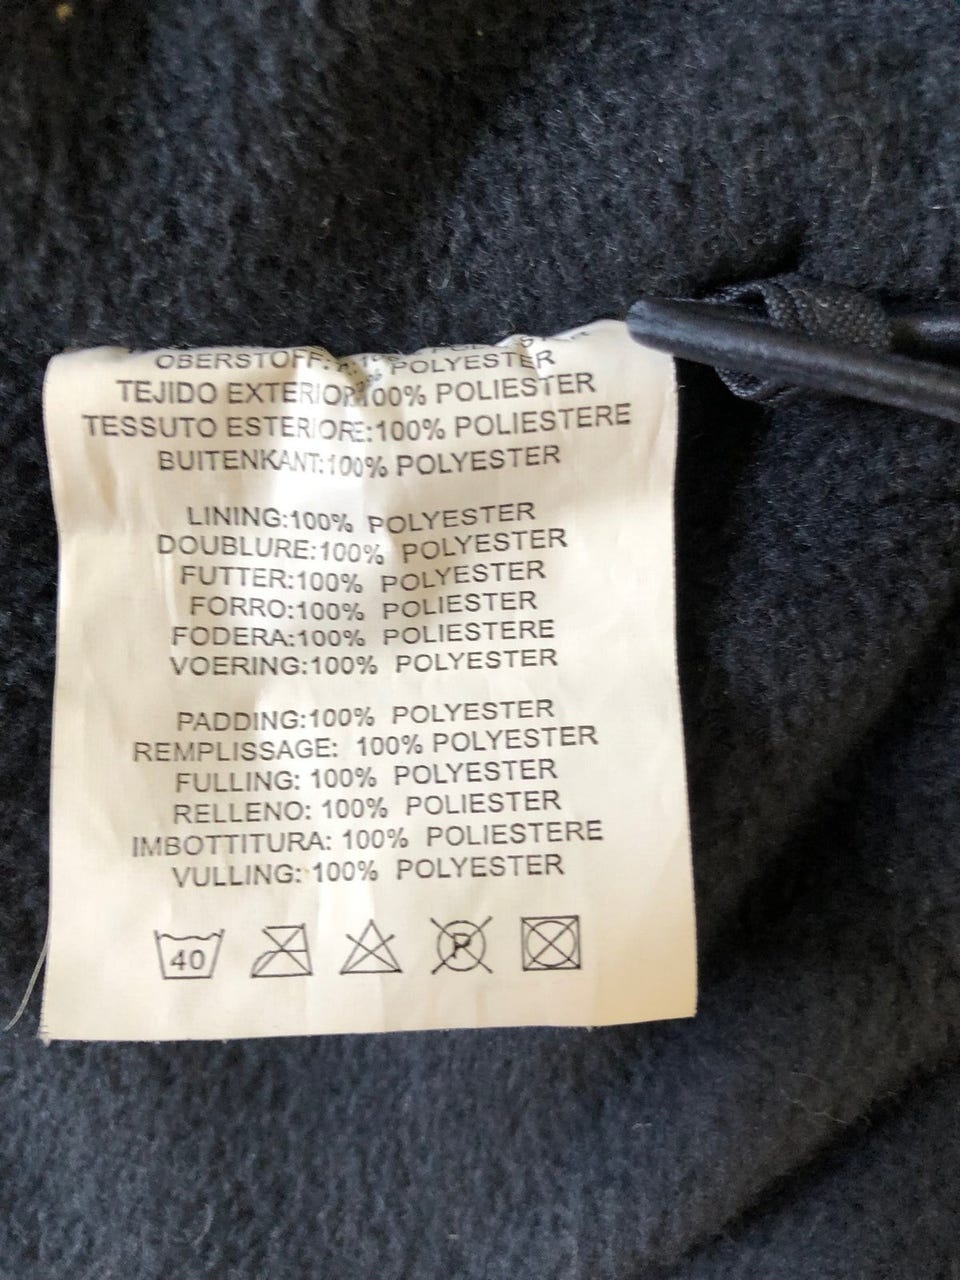 OBERSTOFF: POLYESTER
TEJIDO EXTERIOR:100% POLIESTER
TESSUTO ESTERIORE:100% POLIESTERE
BUITENKANT:100% POLYESTER
LINING:100% POLYESTER
DOUBLURE:100% POLYESTER
FUTTER:100% POLYESTER
FORRO:100% POLIESTER
FODERA:100% POLIESTERE
VOERING:100% POLYESTER
PADDING:100% POLYESTER
REMPLISSAGE: 100% POLYESTER
FULLING: 100% POLYESTER
RELLENO: 100% POLIESTER
IMBOTTITURA: 100% POLIESTERE
VULLING: 100% POLYESTER
40 P